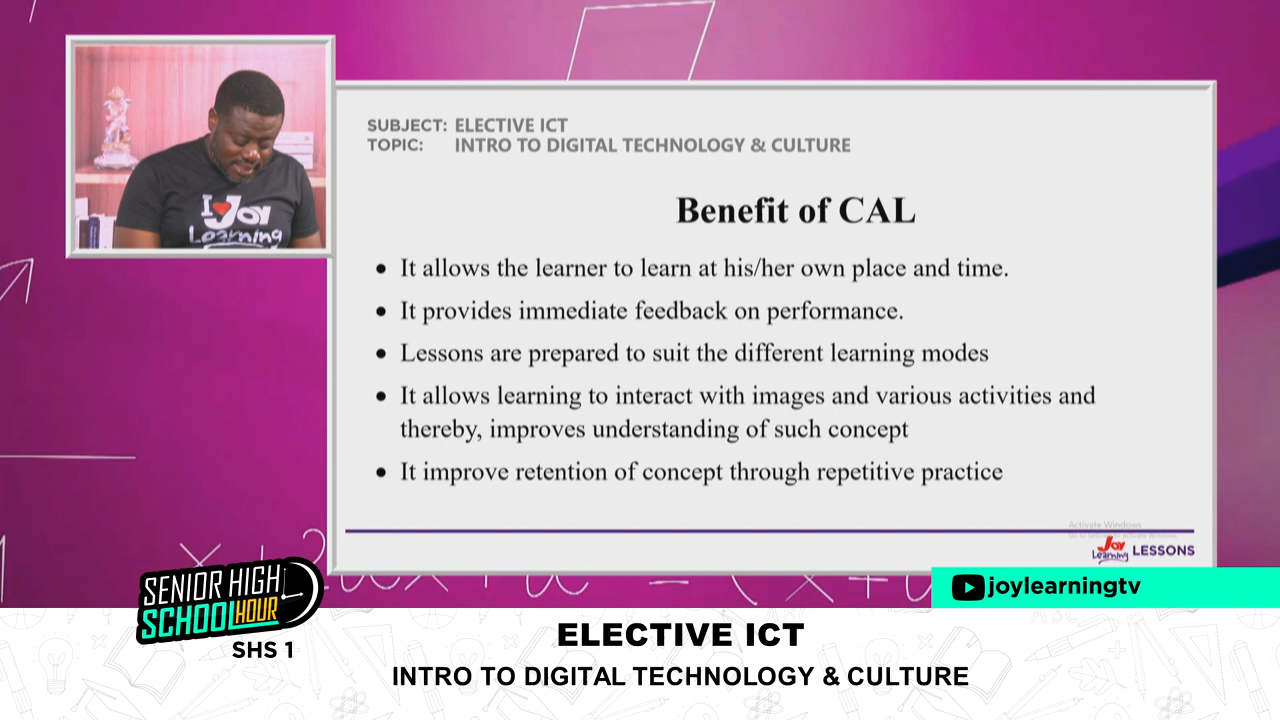 SUBJECT: ELECTIVE ICT
TOPIC: INTRO TO DIGITAL TECHNOLOGY & CULTURE
I ♥ Joy
Learning
Benefit of CAL
• It allows the learner to learn at his/her own place and time.
• It provides immediate feedback on performance.
• Lessons are prepared to suit the different learning modes
• It allows learning to interact with images and various activities and
thereby, improves understanding of such concept
• It improve retention of concept through repetitive practice
Activate Windows
Joy
Learning LESSONS
joylearningtv
SENIOR HIGH
SCHOOL HOUR
SHS 1
ELECTIVE ICT
INTRO TO DIGITAL TECHNOLOGY & CULTURE